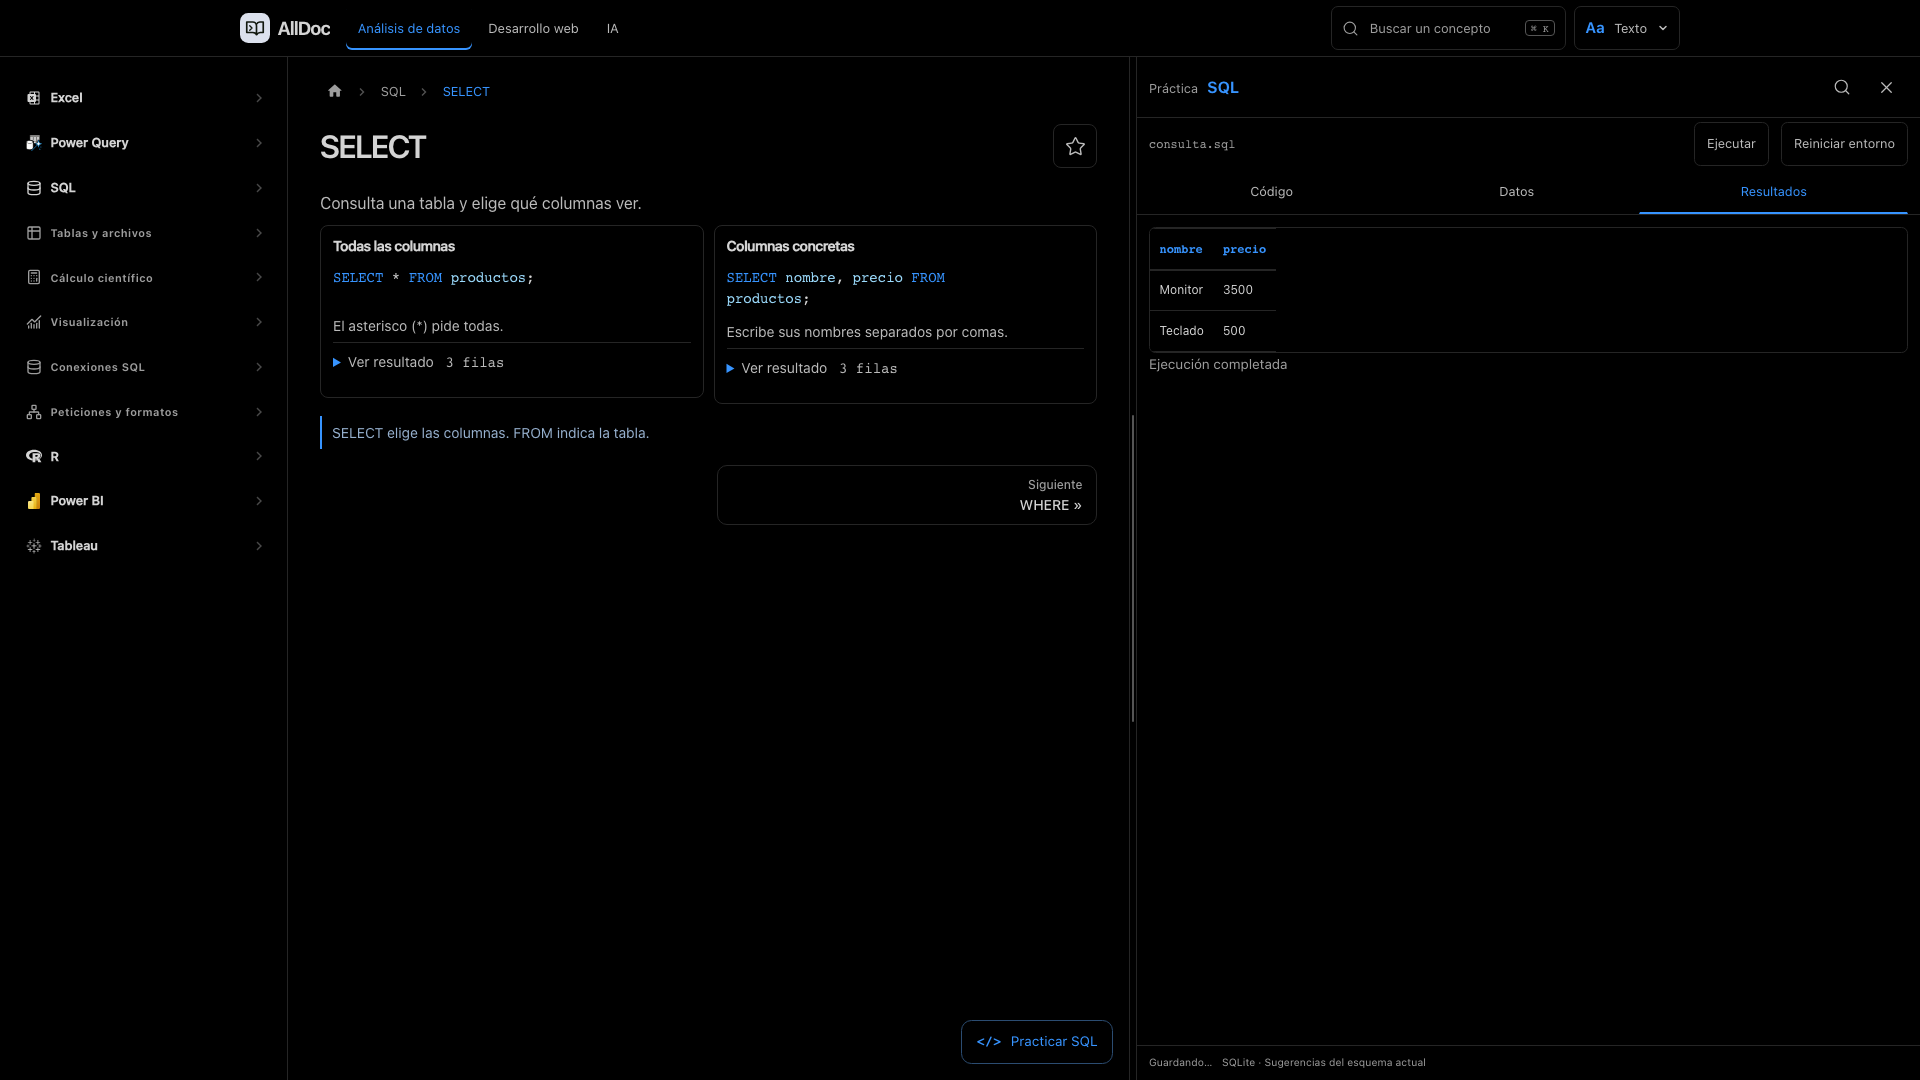 AllDoc
Análisis de datos
Desarrollo web
IA
Buscar un concepto
⌘ K
Aa Texto
Excel
Power Query
SQL
Tablas y archivos
Cálculo científico
Visualización
Conexiones SQL
Peticiones y formatos
R
Power BI
Tableau
SQL
SELECT
SELECT
Consulta una tabla y elige qué columnas ver.
Todas las columnas
SELECT * FROM productos;
El asterisco (*) pide todas.
Ver resultado 3 filas
Columnas concretas
SELECT nombre, precio FROM
productos;
Escribe sus nombres separados por comas.
Ver resultado 3 filas
SELECT elige las columnas. FROM indica la tabla.
Siguiente
WHERE »
</> Practicar SQL
Práctica SQL
consulta.sql
Ejecutar
Reiniciar entorno
Código
Datos
Resultados
nombre precio
Monitor 3500
Teclado 500
Ejecución completada
Guardando... SQLite · Sugerencias del esquema actual